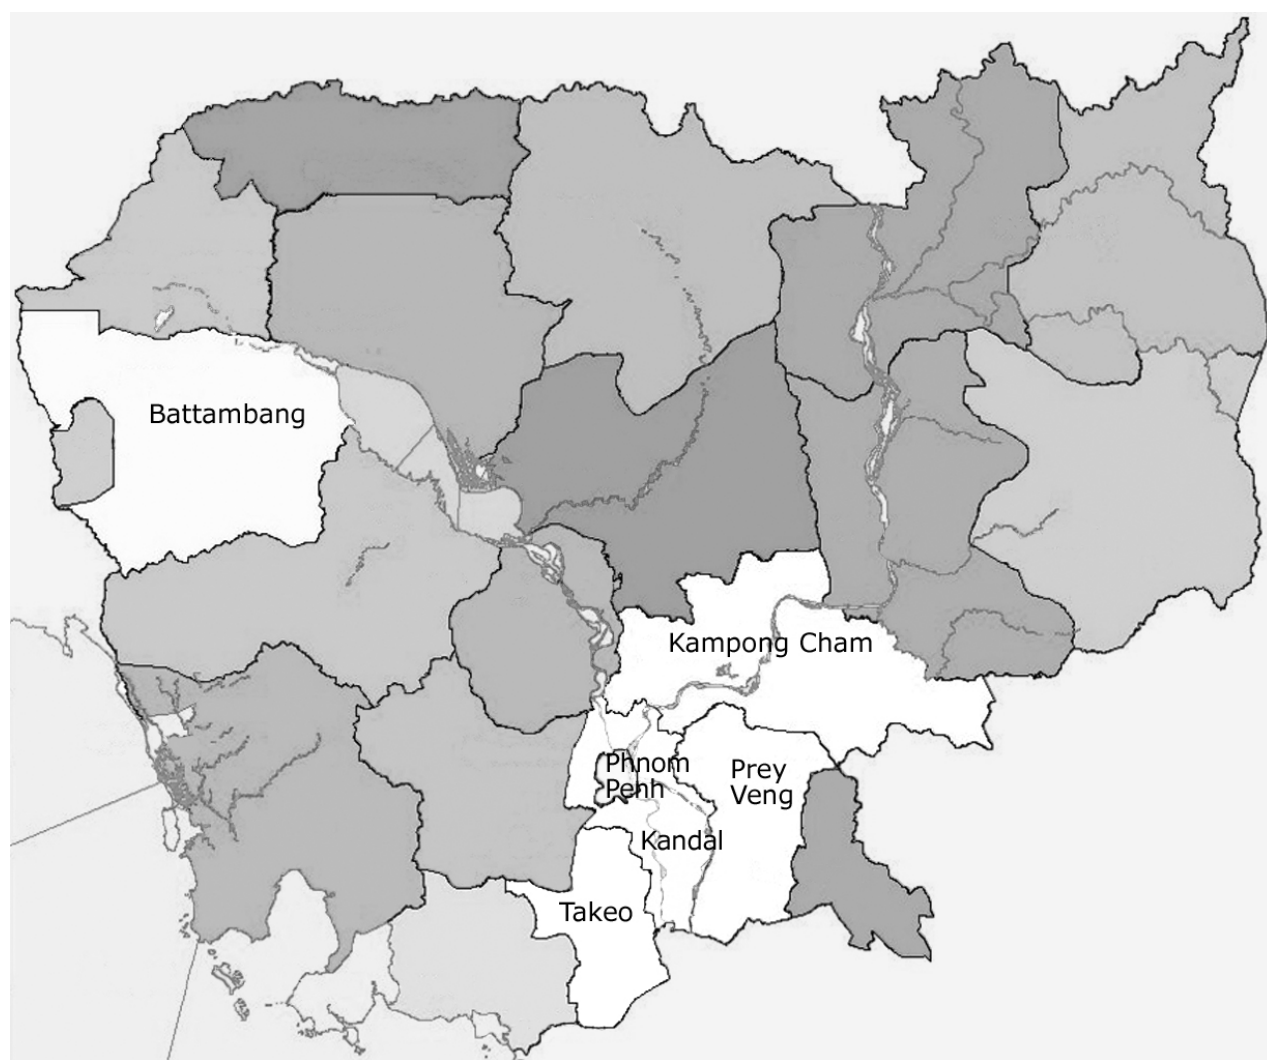 Battambang
Kampong Cham
Phnom
Penh
Prey
Veng
Kandal
Takeo